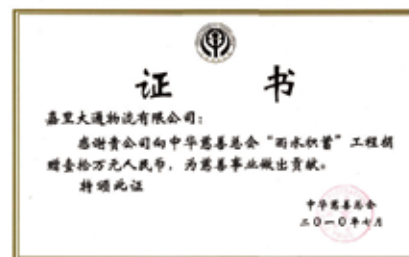 证 书
嘉里大通物流有限公司：
感谢贵公司向中华慈善总会“雨水积蓄”工程捐
赠壹拾万元人民币，为慈善事业做出贡献。
特颁此证
中华慈善总会
二〇一〇年七月